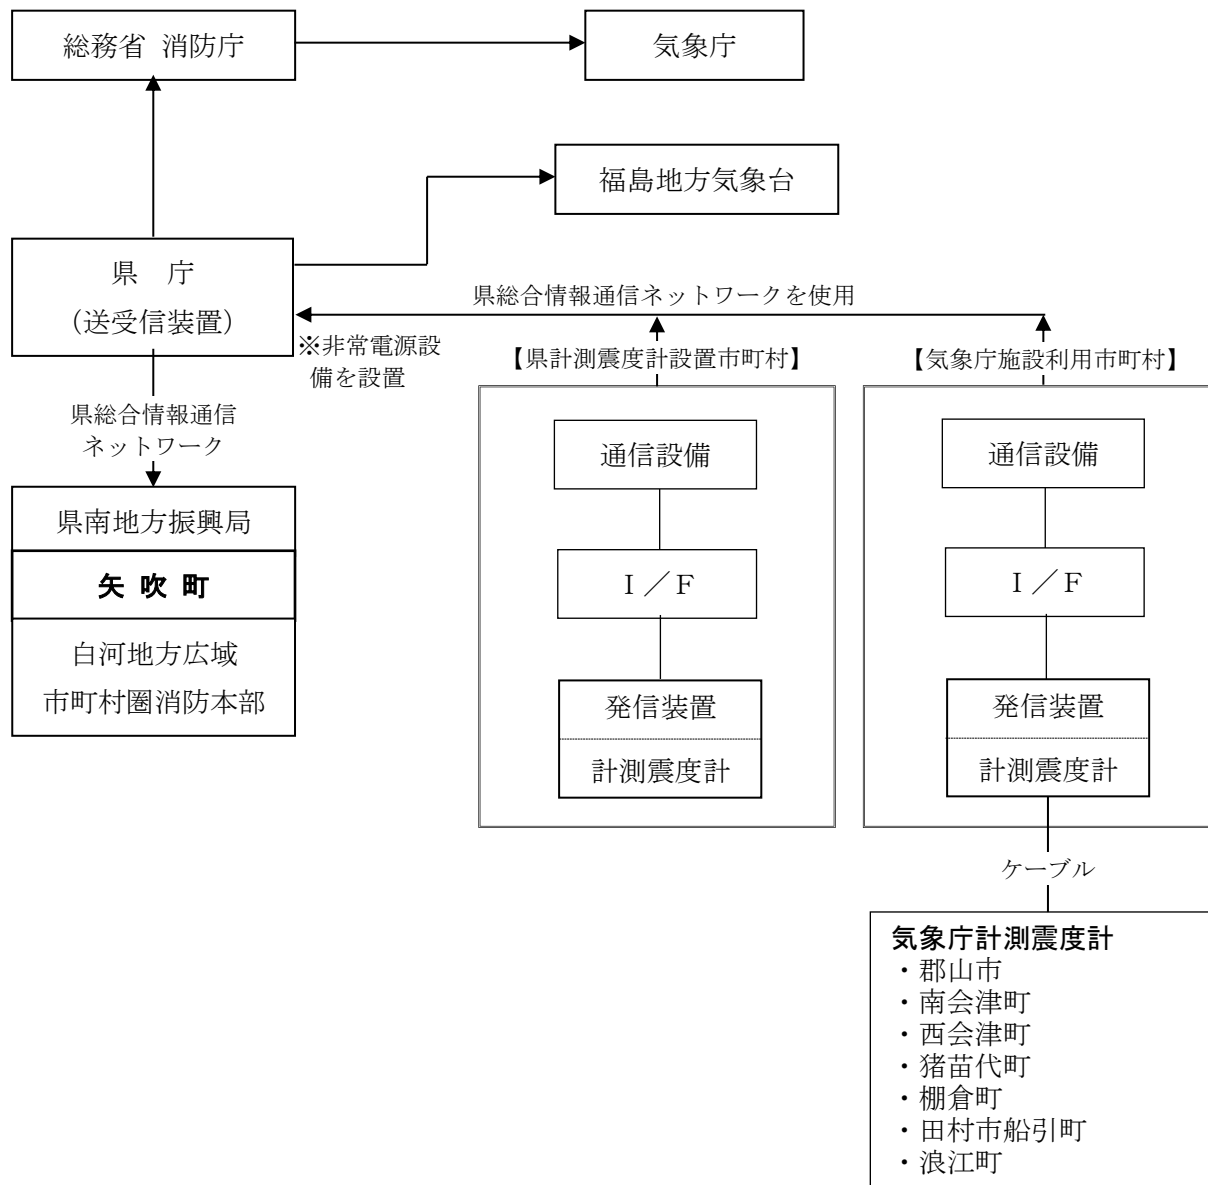 総務省 消防庁
気象庁
福島地方気象台
県　庁
（送受信装置）
県総合情報通信ネットワークを使用
※非常電源設
備を設置
【県計測震度計設置市町村】
【気象庁施設利用市町村】
県総合情報通信
ネットワーク
県南地方振興局
矢 吹 町
白河地方広域
市町村圏消防本部
通信設備
Ｉ／Ｆ
発信装置
計測震度計
通信設備
Ｉ／Ｆ
発信装置
計測震度計
ケーブル
気象庁計測震度計
・郡山市
・南会津町
・西会津町
・猪苗代町
・棚倉町
・田村市船引町
・浪江町